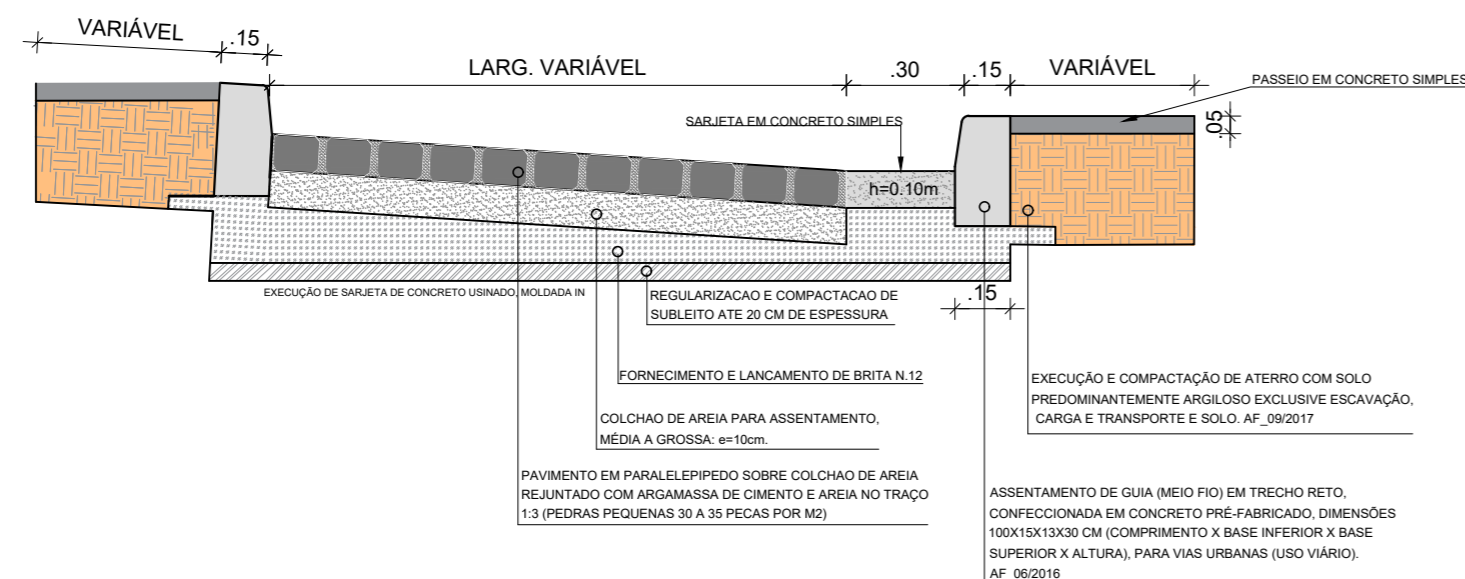 VARIÁVEL
.15
LARG. VARIÁVEL
.30
.15
VARIÁVEL
PASSEIO EM CONCRETO SIMPLES
.05
SARJETA EM CONCRETO SIMPLES
h=0.10m
.15
EXECUÇÃO DE SARJETA DE CONCRETO USINADO, MOLDADA IN
REGULARIZACAO E COMPACTACAO DE
SUBLEITO ATE 20 CM DE ESPESSURA
FORNECIMENTO E LANCAMENTO DE BRITA N.12
COLCHAO DE AREIA PARA ASSENTAMENTO,
MÉDIA A GROSSA: e=10cm.
PAVIMENTO EM PARALELEPIPEDO SOBRE COLCHAO DE AREIA
REJUNTADO COM ARGAMASSA DE CIMENTO E AREIA NO TRAÇO
1:3 (PEDRAS PEQUENAS 30 A 35 PECAS POR M2)
EXECUÇÃO E COMPACTAÇÃO DE ATERRO COM SOLO
PREDOMINANTEMENTE ARGILOSO EXCLUSIVE ESCAVAÇÃO,
CARGA E TRANSPORTE E SOLO. AF_09/2017
ASSENTAMENTO DE GUIA (MEIO FIO) EM TRECHO RETO,
CONFECCIONADA EM CONCRETO PRÉ-FABRICADO, DIMENSÕES
100X15X13X30 CM (COMPRIMENTO X BASE INFERIOR X BASE
SUPERIOR X ALTURA), PARA VIAS URBANAS (USO VIÁRIO).
AF_06/2016